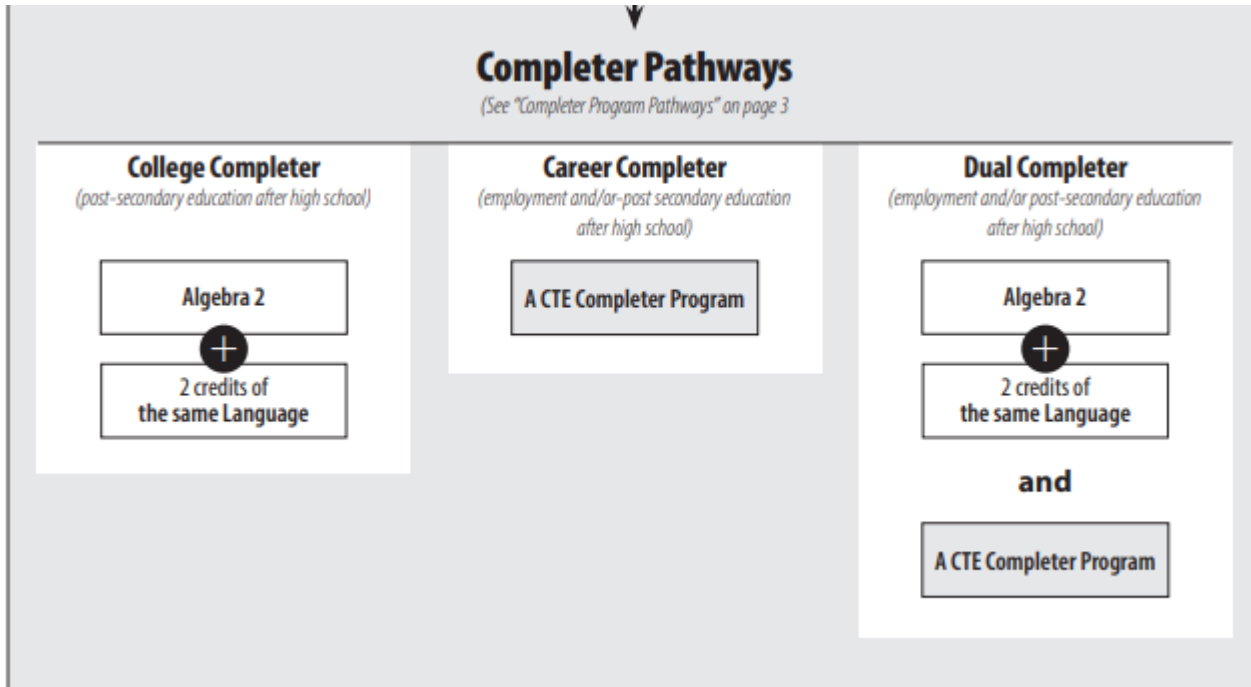 Completer Pathways
(See "Completer Program Pathways" on page 3
College Completer
(post-secondary education after high school)
Algebra 2
+
2 credits of
the same Language
Career Completer
(employment and/or-post secondary education
after high school)
A CTE Completer Program
Dual Completer
(employment and/or post-secondary education
after high school)
Algebra 2
+
2 credits of
the same Language
and
A CTE Completer Program